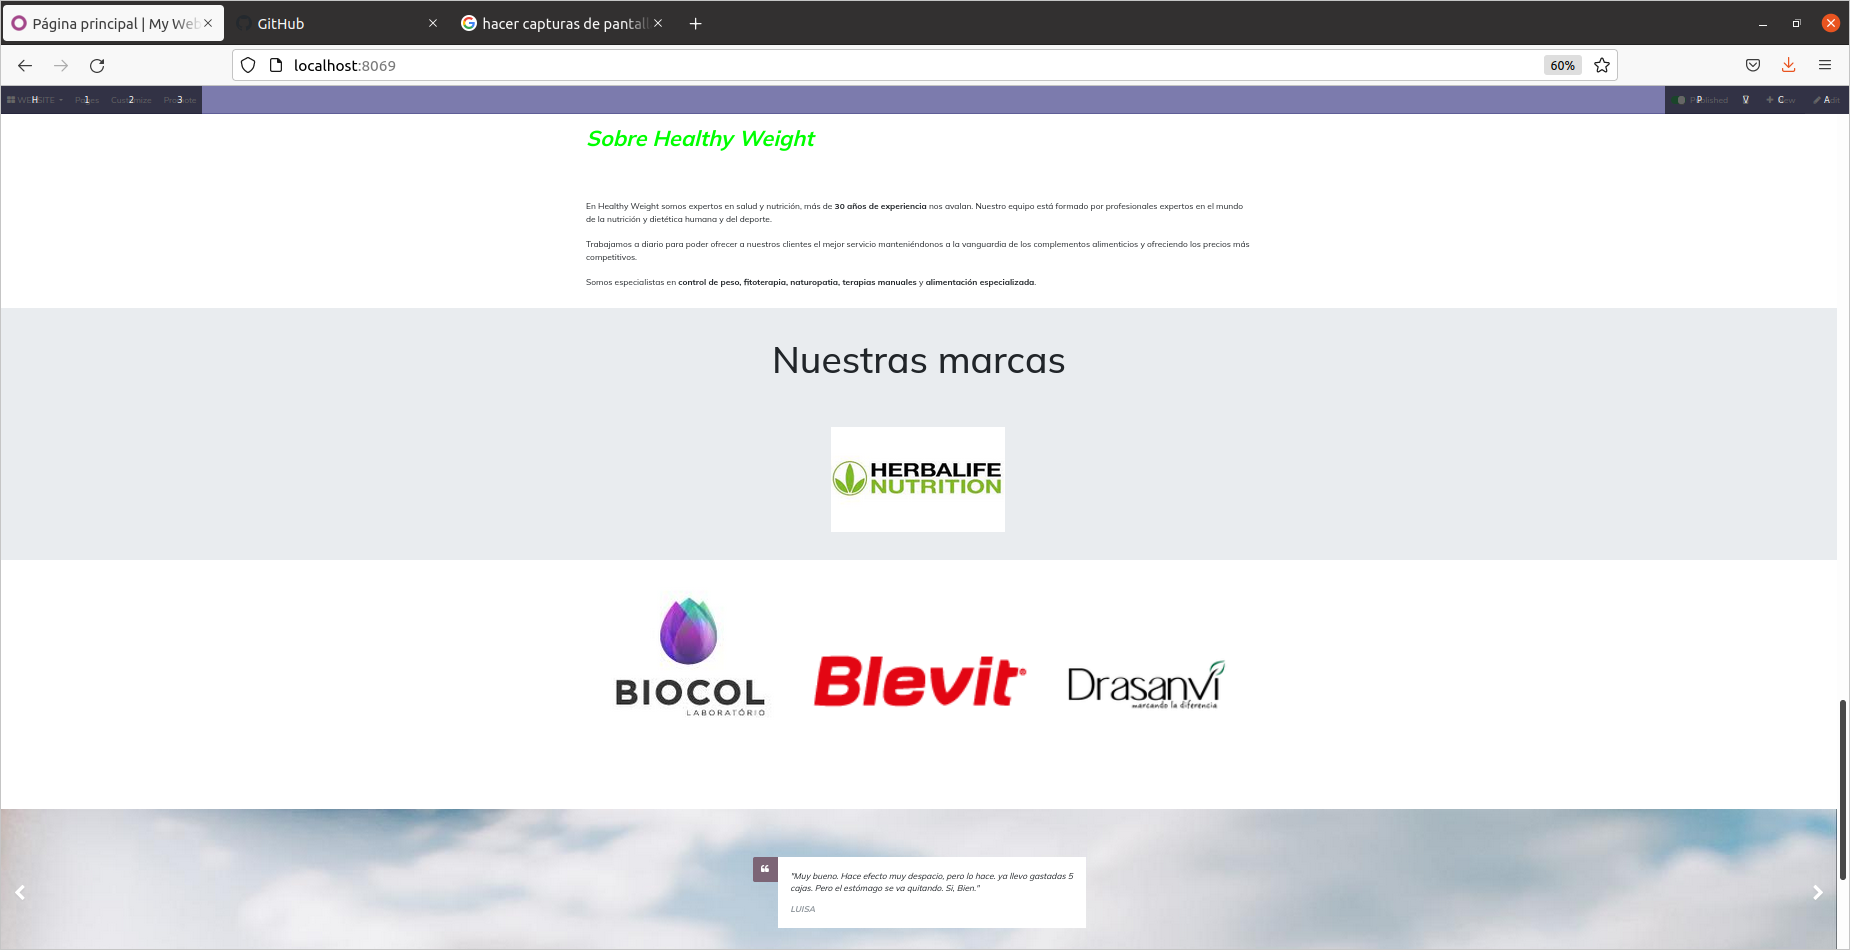 Página principal | My Web
GitHub
hacer capturas de pantall
localhost:8069
60%
WEBSITE
H
Pages
1
Customize
2
Promote
3
Published
P
V
New
C
Edit
A
Sobre Healthy Weight
En Healthy Weight somos expertos en salud y nutrición, más de 30 años de experiencia nos avalan. Nuestro equipo está formado por profesionales expertos en el mundo
de la nutrición y dietética humana y del deporte.
Trabajamos a diario para poder ofrecer a nuestros clientes el mejor servicio manteniéndonos a la vanguardia de los complementos alimenticios y ofreciendo los precios más
competitivos.
Somos especialistas en control de peso, fitoterapia, naturopatia, terapias manuales y alimentación especializada.
Nuestras marcas
HERBALIFE
NUTRITION
BIOCOL
LABORATÓRIO
Blevit®
Drasanvi
marcando la diferencia
"Muy bueno. Hace efecto muy despacio, pero lo hace. ya llevo gastadas 5
cajas. Pero el estómago se va quitando. Si, Bien."
LUISA